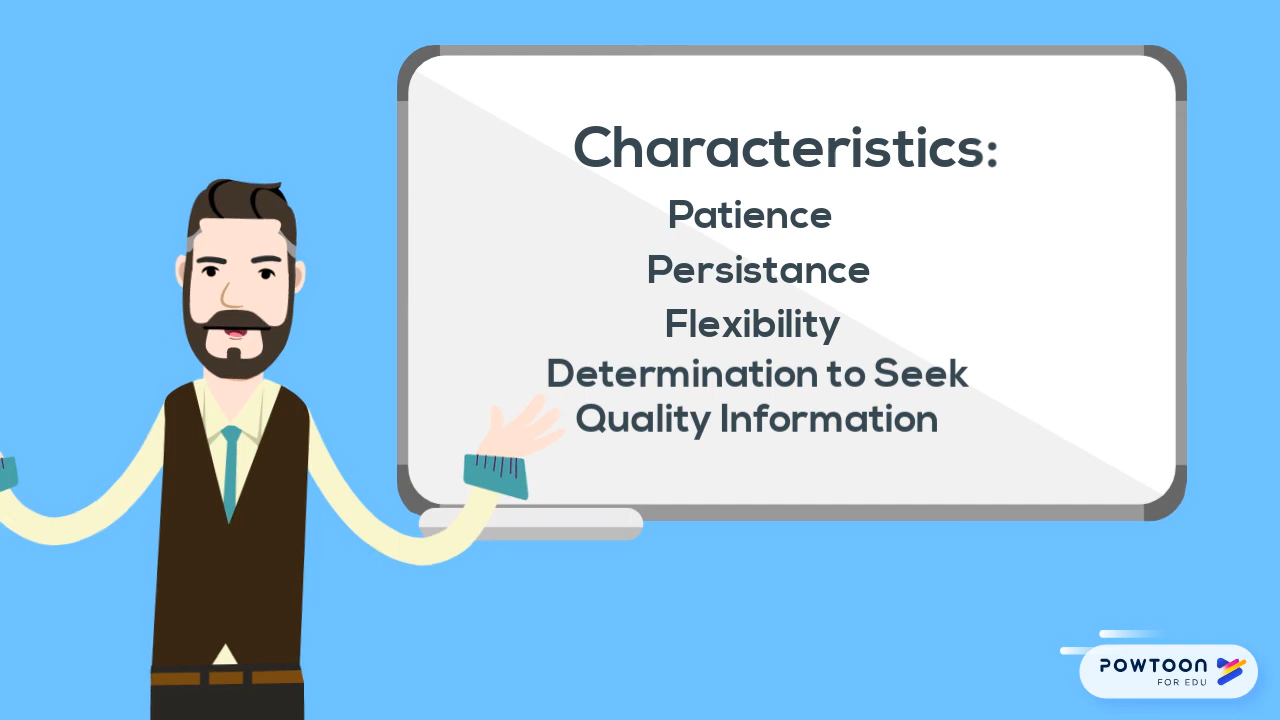 Characteristics:
Patience
Persistance
Flexibility
Determination to Seek
Quality Information
POWTOON
FOR EDU